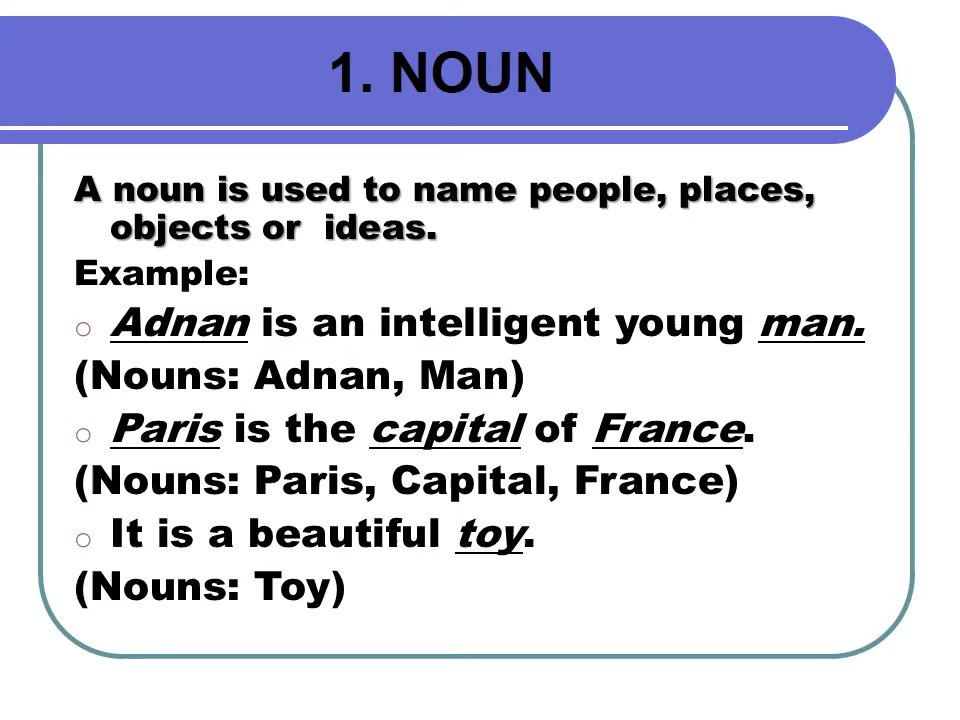 1. NOUN
A noun is used to name people, places,
objects or ideas.
Example:
○ Adnan is an intelligent young man.
(Nouns: Adnan, Man)
○ Paris is the capital of France.
(Nouns: Paris, Capital, France)
○ It is a beautiful toy.
(Nouns: Toy)